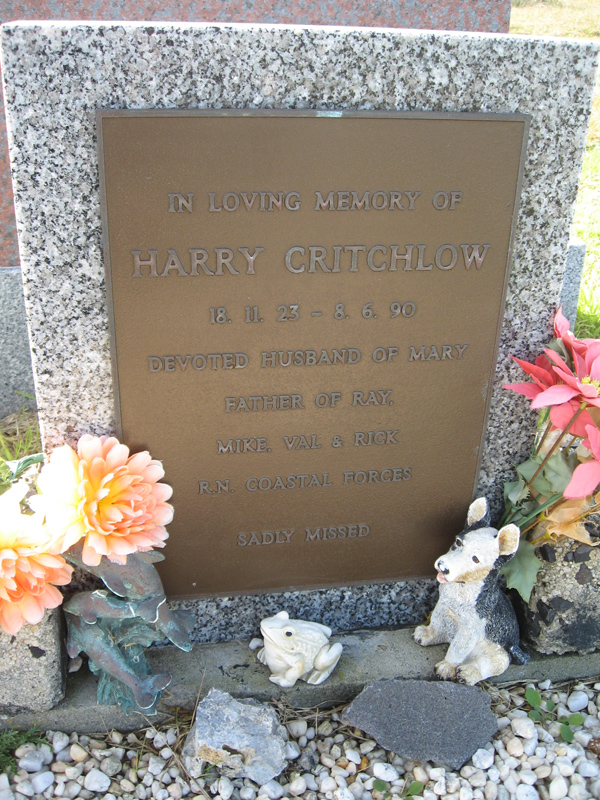 IN LOVING MEMORY OF
HARRY CRITCHLOW
18. 11. 23 – 8. 6. 90
DEVOTED HUSBAND OF MARY
FATHER OF RAY,
MIKE, VAL & RICK
R.N. COASTAL FORCES
SADLY MISSED